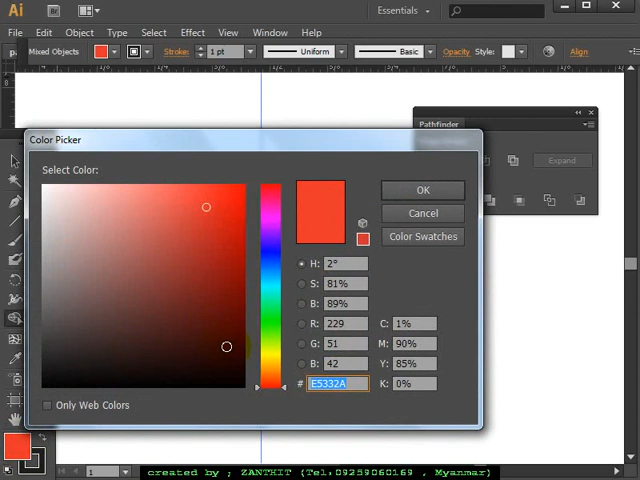 Ai Br Essentials
File Edit Object Type Select Effect View Window Help
Mixed Objects Stroke: 1 pt Uniform Basic Opacity Style: Align
Pathfinder
Expand
Color Picker
Select Color:
OK
Cancel
Color Swatches
H: 2°
S: 81%
B: 89%
R: 229 C: 1%
G: 51 M: 90%
B: 42 Y: 85%
# E5332A K: 0%
Only Web Colors
1
created by ; ZANTHIT (Tel:09259060169 , Myanmar)